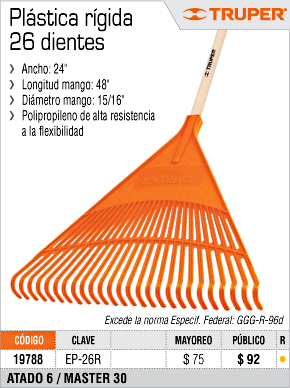 Plástica rígida
26 dientes
TRUPER®
Ancho: 24"
Longitud mango: 48"
Diámetro mango: 15/16"
Polipropileno de alta resistencia
a la flexibilidad
Excede la norma Especif. Federal: GGG-R-96d
CÓDIGO CLAVE MAYOREO PÚBLICO R
19788 EP-26R $ 75 $ 92
ATADO 6 / MASTER 30